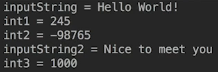 inputString = Hello World!
int1 = 245
int2 = -98765
inputString2 = Nice to meet you
int3 = 1000